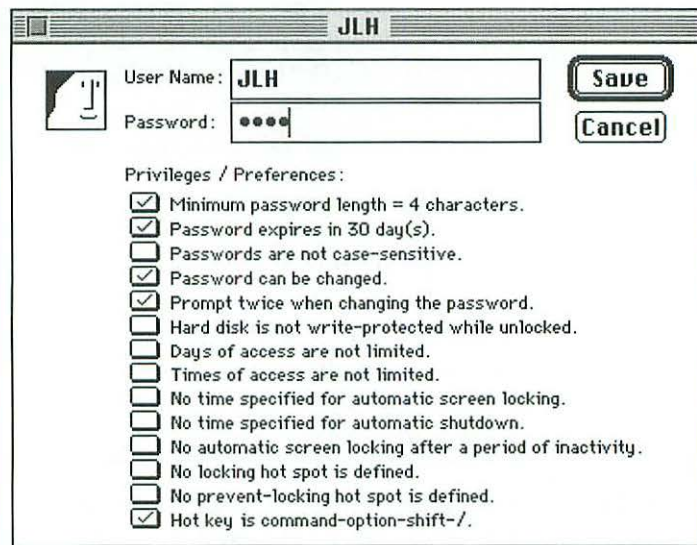 JLH
User Name: JLH
Save
Password: ••••
Cancel
Privileges / Preferences:
Minimum password length = 4 characters.
Password expires in 30 day(s).
Passwords are not case-sensitive.
Password can be changed.
Prompt twice when changing the password.
Hard disk is not write-protected while unlocked.
Days of access are not limited.
Times of access are not limited.
No time specified for automatic screen locking.
No time specified for automatic shutdown.
No automatic screen locking after a period of inactivity.
No locking hot spot is defined.
No prevent-locking hot spot is defined.
Hot key is command-option-shift-/.